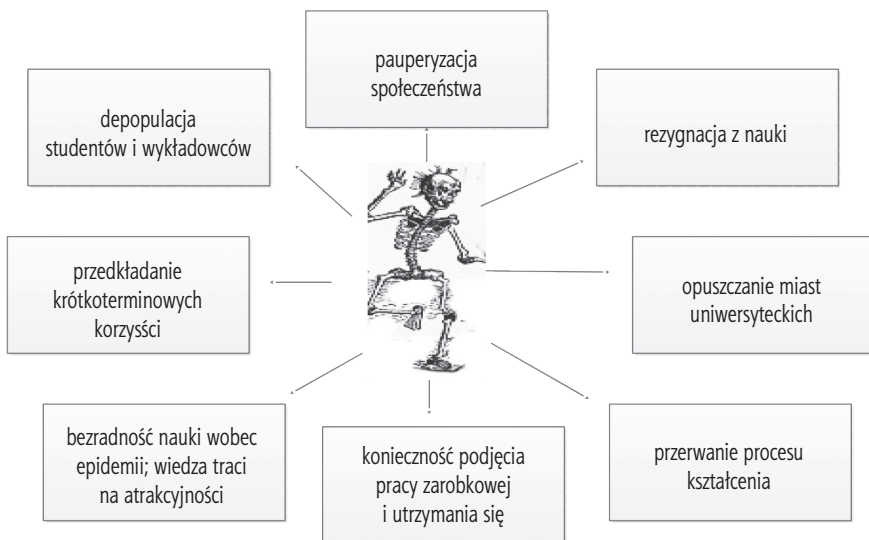 pauperyzacja
społeczeństwa
depopulacja
studentów i wykładowców
rezygnacja z nauki
przedkładanie
krótkoterminowych
korzysści
opuszczanie miast
uniwersyteckich
bezradność nauki wobec
epidemii; wiedza traci
na atrakcyjności
konieczność podjęcia
pracy zarobkowej
i utrzymania się
przerwanie procesu
kształcenia